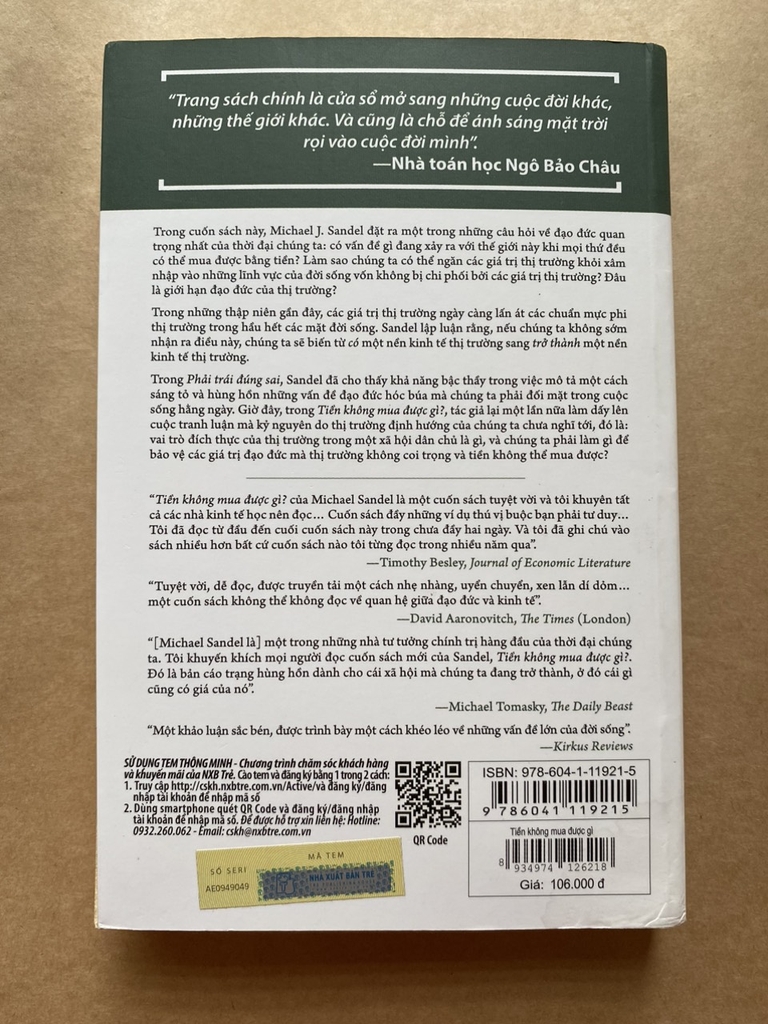 “Trang sách chính là cửa sổ mở sang những cuộc đời khác,
những thế giới khác. Và cũng là chỗ để ánh sáng mặt trời
rọi vào cuộc đời mình”.
—Nhà toán học Ngô Bảo Châu
Trong cuốn sách này, Michael J. Sandel đặt ra một trong những câu hỏi về đạo đức quan
trọng nhất của thời đại chúng ta: có vấn đề gì đang xảy ra với thế giới này khi mọi thứ đều
có thể mua được bằng tiền? Làm sao chúng ta có thể ngăn các giá trị thị trường khỏi xâm
nhập vào những lĩnh vực của đời sống vốn không bị chi phối bởi các giá trị thị trường? Đâu
là giới hạn đạo đức của thị trường?
Trong những thập niên gần đây, các giá trị thị trường ngày càng lấn át các chuẩn mực phi
thị trường trong hầu hết các mặt đời sống. Sandel lập luận rằng, nếu chúng ta không sớm
nhận ra điều này, chúng ta sẽ biến từ có một nền kinh tế thị trường sang trở thành một nền
kinh tế thị trường.
Trong Phải trái đúng sai, Sandel đã cho thấy khả năng bậc thầy trong việc mô tả một cách
sáng tỏ và hùng hồn những vấn đề đạo đức hóc búa mà chúng ta phải đối mặt trong cuộc
sống hằng ngày. Giờ đây, trong Tiền không mua được gì?, tác giả lại một lần nữa làm dấy lên
cuộc tranh luận mà kỷ nguyên do thị trường định hướng của chúng ta chưa nghĩ tới, đó là:
vai trò đích thực của thị trường trong một xã hội dân chủ là gì, và chúng ta phải làm gì để
bảo vệ các giá trị đạo đức mà thị trường không coi trọng và tiền không thể mua được?
“Tiền không mua được gì? của Michael Sandel là một cuốn sách tuyệt vời và tôi khuyên tất
cả các nhà kinh tế học nên đọc... Cuốn sách đầy những ví dụ thú vị buộc bạn phải tư duy...
Tôi đã đọc từ đầu đến cuối cuốn sách này trong chưa đầy hai ngày. Và tôi đã ghi chú vào
sách nhiều hơn bất cứ cuốn sách nào tôi từng đọc trong nhiều năm qua”.
—Timothy Besley, Journal of Economic Literature
“Tuyệt vời, dễ đọc, được truyền tải một cách nhẹ nhàng, uyển chuyển, xen lẫn dí dỏm...
một cuốn sách không thể không đọc về quan hệ giữa đạo đức và kinh tế”.
—David Aaronovitch, The Times (London)
“[Michael Sandel là] một trong những nhà tư tưởng chính trị hàng đầu của thời đại chúng
ta. Tôi khuyến khích mọi người đọc cuốn sách mới của Sandel, Tiền không mua được gì?.
Đó là bản cáo trạng hùng hồn dành cho cái xã hội mà chúng ta đang trở thành, ở đó cái gì
cũng có giá của nó”.
—Michael Tomasky, The Daily Beast
“Một khảo luận sắc bén, được trình bày một cách khéo léo về những vấn đề lớn của đời sống”.
—Kirkus Reviews
SỬ DỤNG TEM THÔNG MINH - Chương trình chăm sóc khách hàng
và khuyến mãi của NXB Trẻ. Cào tem và đăng ký bằng 1 trong 2 cách:
1. Truy cập http://cskh.nxbtre.com.vn/Active/và đăng ký/đăng
nhập tài khoản để nhập mã số
2. Dùng smartphone quét QR Code và đăng ký/đăng nhập
tài khoản để nhập mã số. Để được hỗ trợ xin liên hệ: Hotline:
0932.260.062 - Email: cskh@nxbtre.com.vn
QR Code
MÃ TEM
SỐ SERI
AE0949049
NHÀ XUẤT BẢN TRẺ
ISBN: 978-604-1-11921-5
9 786041 119215
Tiền không mua được gì
8 934974 126218
Giá: 106.000 đ